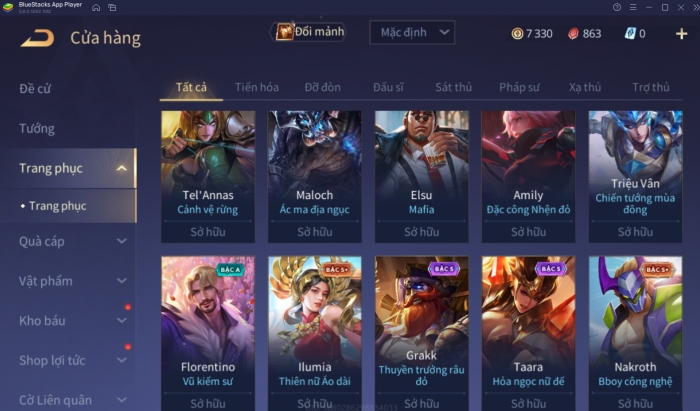 BlueStacks App Player
Cửa hàng
Đổi mảnh
Mặc định
7 330
863
0
Đề cử
Tướng
Trang phục
Trang phục
Quà cáp
Vật phẩm
Kho báu
Shop lợi tức
Cờ Liên quân
Tất cả
Tiến hóa
Đỡ đòn
Đấu sĩ
Sát thủ
Pháp sư
Xạ thủ
Trợ thủ
Tel'Annas
Cảnh vệ rừng
Sở hữu
Maloch
Ác ma địa ngục
Sở hữu
Elsu
Mafia
Sở hữu
Amily
Đặc công Nhện đỏ
Sở hữu
Triệu Vân
Chiến tướng mùa
đông
Sở hữu
BẬC A
Florentino
Vũ kiếm sư
Sở hữu
BẬC S+
Ilumia
Thiên nữ Áo dài
Sở hữu
BẬC S
Grakk
Thuyền trưởng râu
đỏ
Sở hữu
BẬC S
Taara
Hỏa ngọc nữ đế
Sở hữu
BẬC S+
Nakroth
Bboy công nghệ
Sở hữu